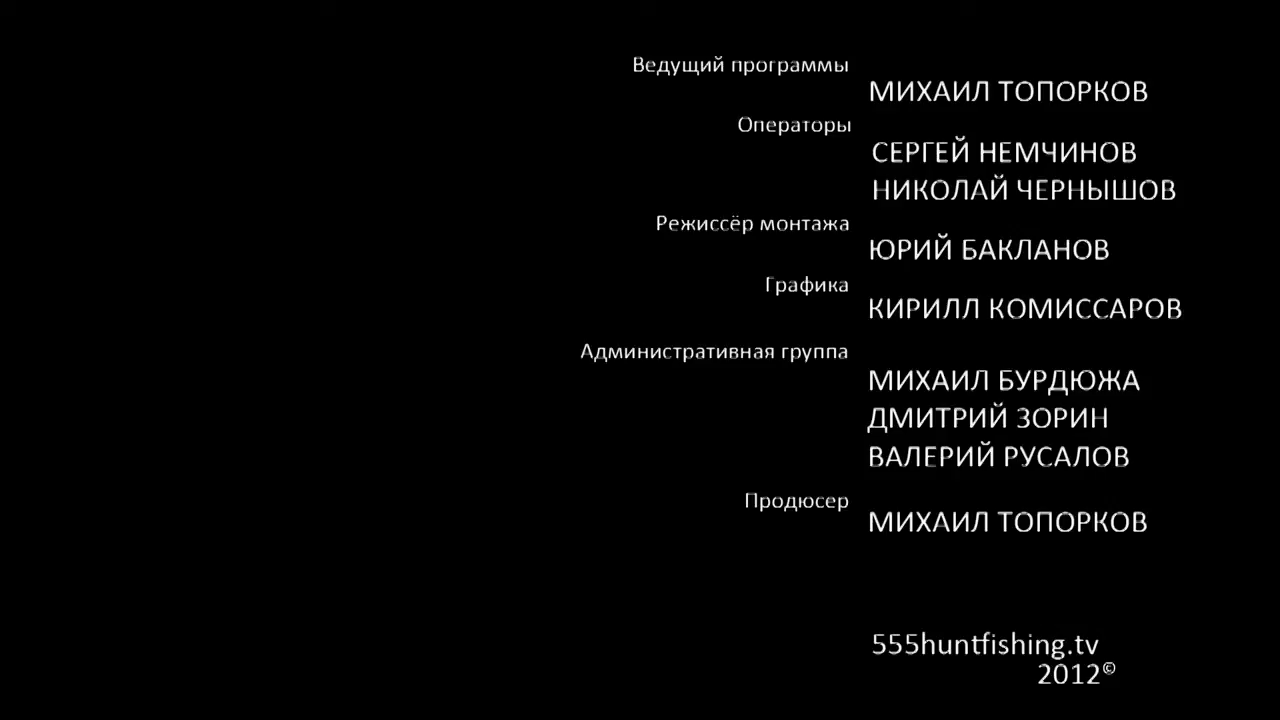 Ведущий программы
МИХАИЛ ТОПОРКОВ
Операторы
СЕРГЕЙ НЕМЧИНОВ
НИКОЛАЙ ЧЕРНЫШОВ
Режиссёр монтажа
ЮРИЙ БАКЛАНОВ
Графика
КИРИЛЛ КОМИССАРОВ
Административная группа
МИХАИЛ БУРДЮЖА
ДМИТРИЙ ЗОРИН
ВАЛЕРИЙ РУСАЛОВ
Продюсер
МИХАИЛ ТОПОРКОВ
555huntfishing.tv
2012©